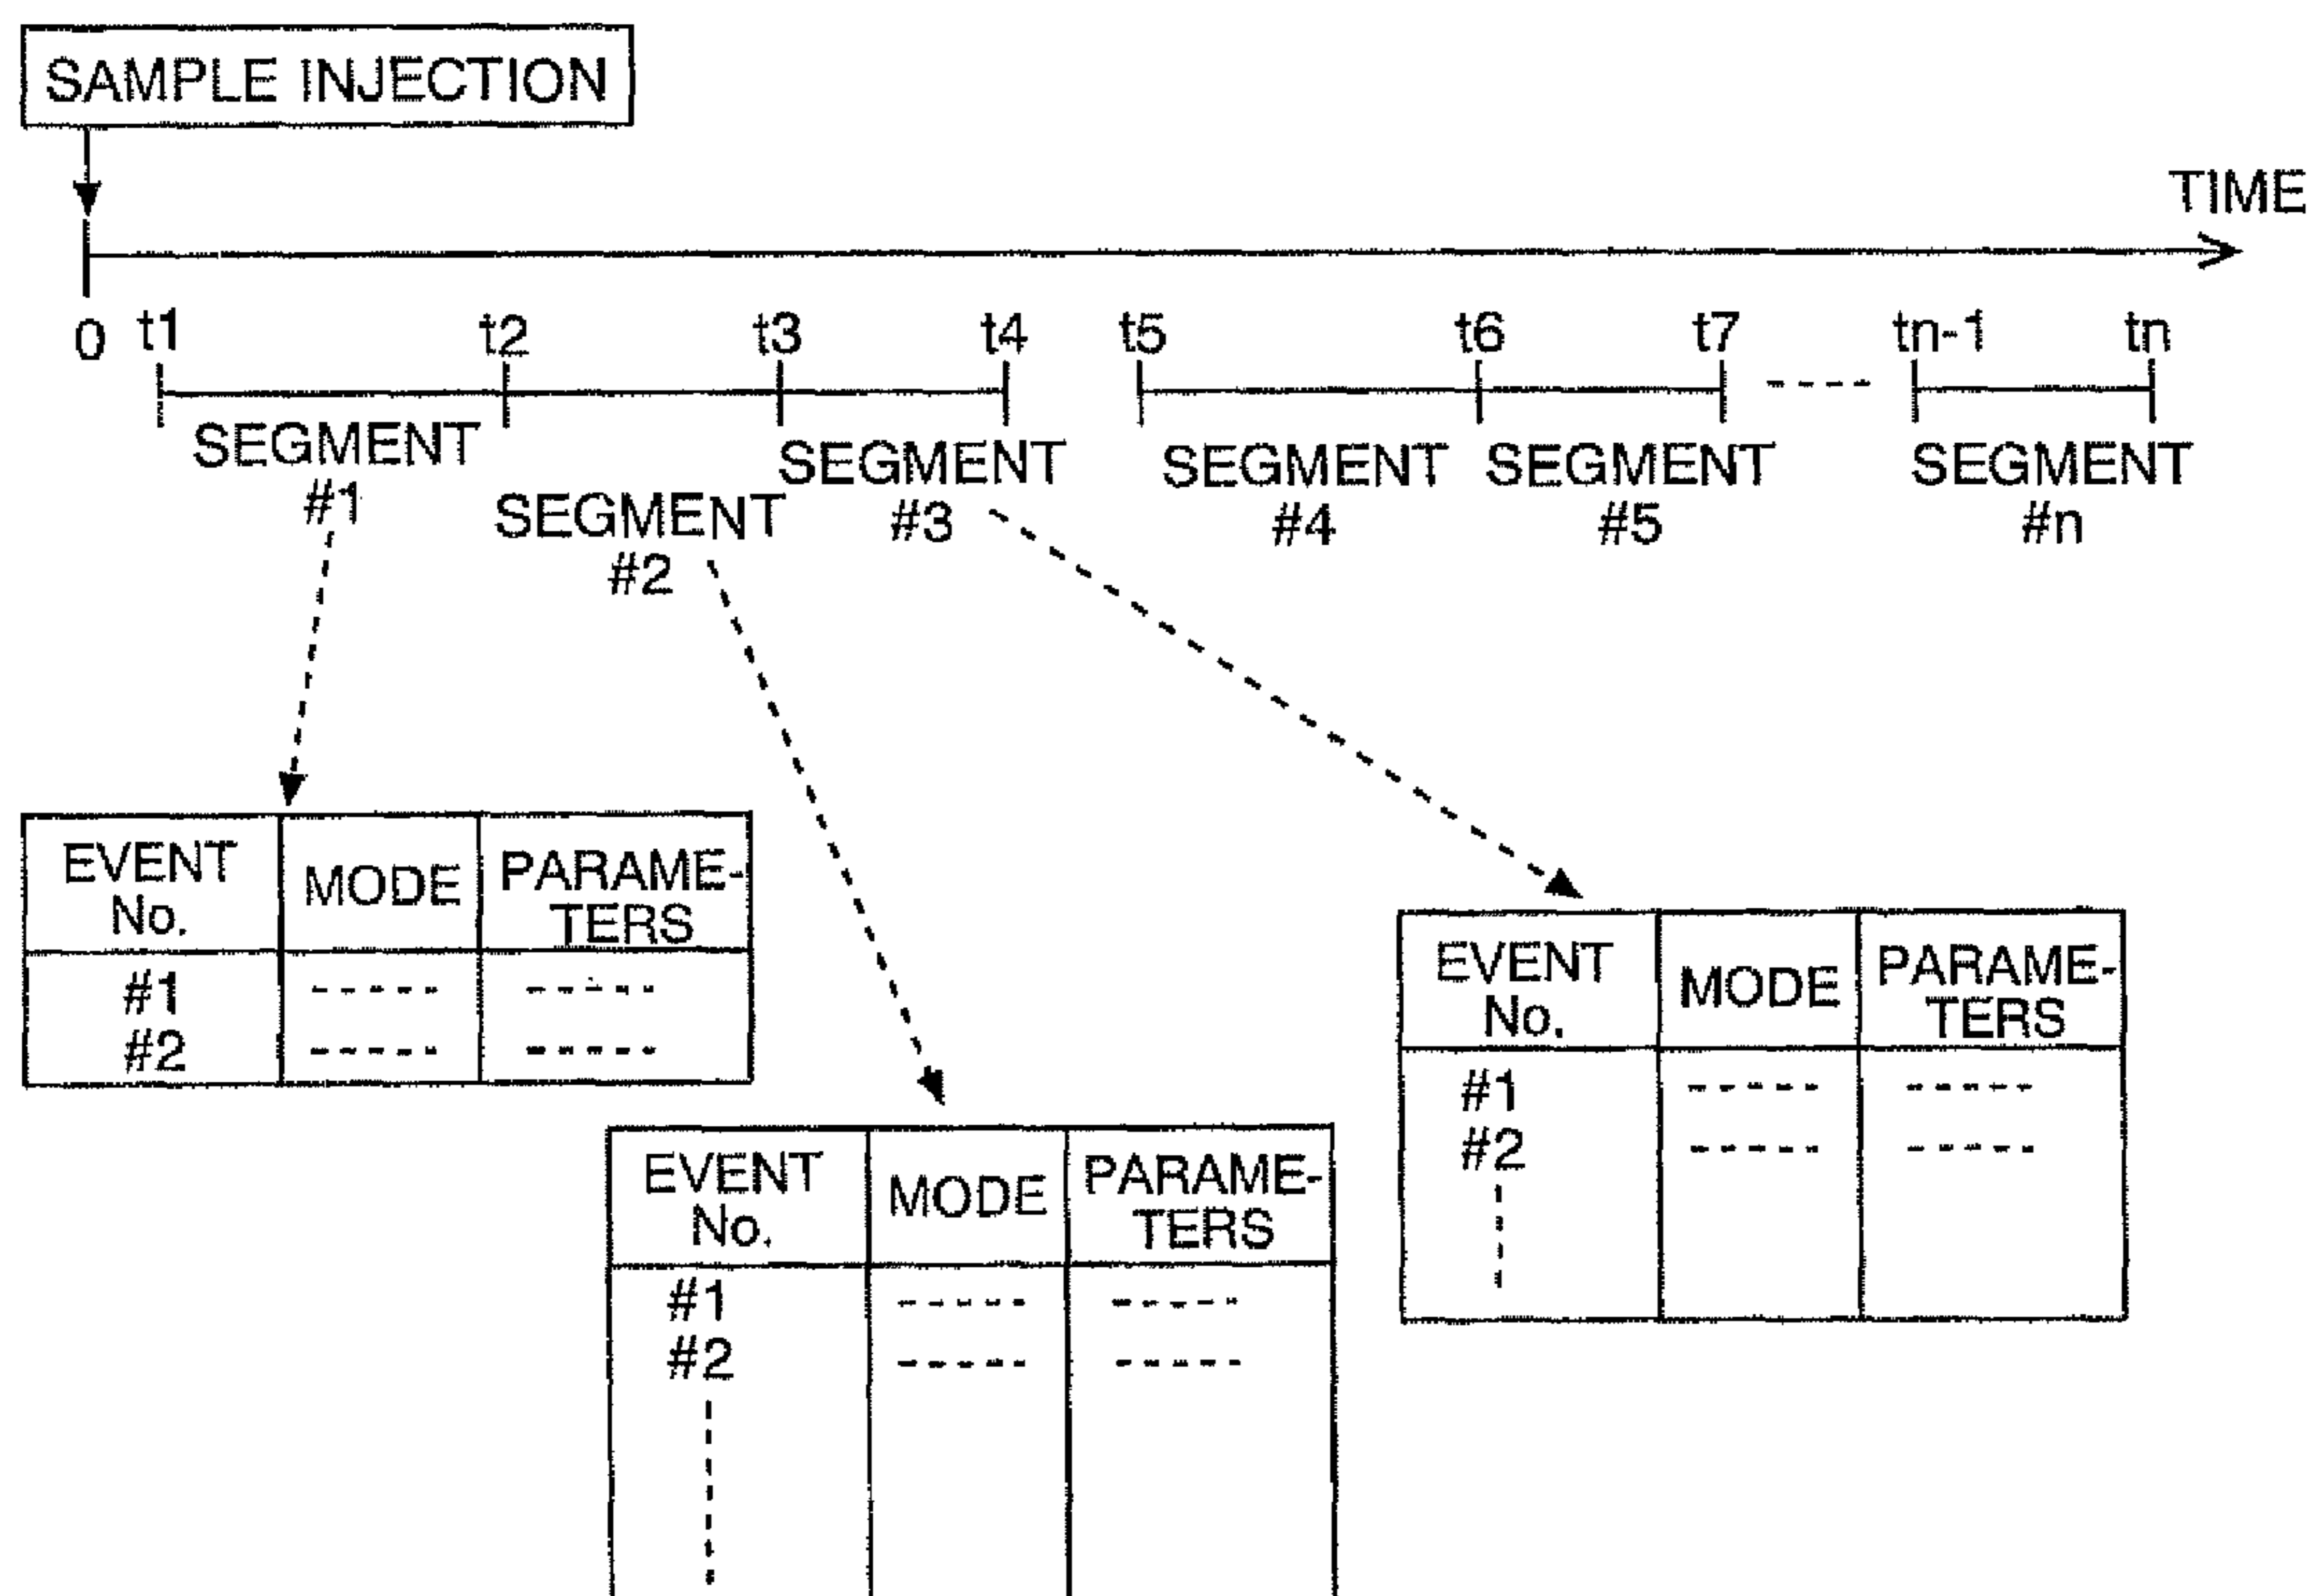 SAMPLE INJECTION
TIME
0 t1 t2 t3 t4 t5 t6 t7 tn-1 tn
SEGMENT
#1
SEGMENT
#2
SEGMENT
#3
SEGMENT
#4
SEGMENT
#5
SEGMENT
#n
EVENT
No.
MODE
PARAME-
TERS
#1 ----- -----
#2 ----- -----
EVENT
No.
MODE
PARAME-
TERS
#1 ----- -----
#2 ----- -----
EVENT
No.
MODE
PARAME-
TERS
#1 ----- -----
#2 ----- -----